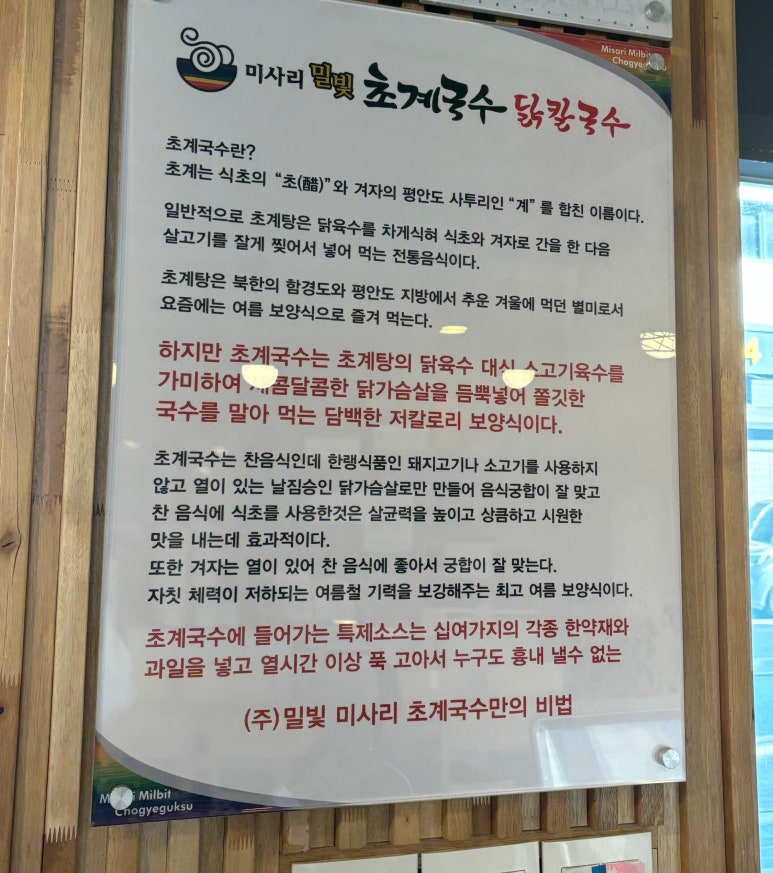 Misari Milbit
Chogyeguksu
미사리 밀빛 초계국수 닭칼국수
초계국수란?
초계는 식초의 "초(醋)"와 겨자의 평안도 사투리인 "계"를 합친 이름이다.
일반적으로 초계탕은 닭육수를 차게식혀 식초와 겨자로 간을 한 다음
살고기를 잘게 찢어서 넣어 먹는 전통음식이다.
초계탕은 북한의 함경도와 평안도 지방에서 추운 겨울에 먹던 별미로서
요즘에는 여름 보양식으로 즐겨 먹는다.
하지만 초계국수는 초계탕의 닭육수 대신 소고기육수를
가미하여 새콤달콤한 닭가슴살을 듬뿍넣어 쫄깃한
국수를 말아 먹는 담백한 저칼로리 보양식이다.
초계국수는 찬음식인데 한랭식품인 돼지고기나 소고기를 사용하지
않고 열이 있는 날짐승인 닭가슴살로만 만들어 음식궁합이 잘 맞고
찬 음식에 식초를 사용한것은 살균력을 높이고 상큼하고 시원한
맛을 내는데 효과적이다.
또한 겨자는 열이 있어 찬 음식에 좋아서 궁합이 잘 맞는다.
자칫 체력이 저하되는 여름철 기력을 보강해주는 최고 여름 보양식이다.
초계국수에 들어가는 특제소스는 십여가지의 각종 한약재와
과일을 넣고 열시간 이상 푹 고아서 누구도 흉내 낼수 없는
(주)밀빛 미사리 초계국수만의 비법
Misari Milbit
Chogyeguksu